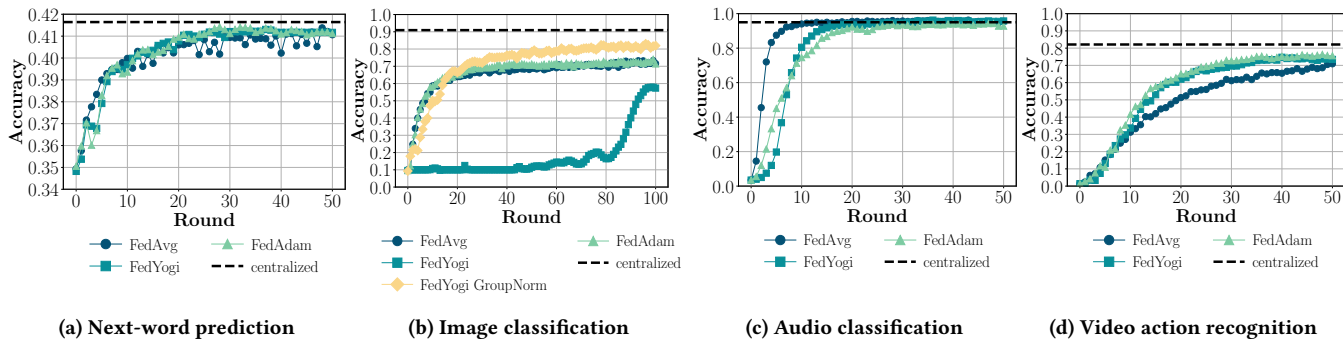 0.42
0.41
0.40
0.39
0.38
0.37
0.36
0.35
0.34
Accuracy
0 10 20 30 40 50
Round
FedAvg
FedYogi
FedAdam
centralized
(a) Next-word prediction
1.0
0.9
0.8
0.7
0.6
0.5
0.4
0.3
0.2
0.1
0.0
Accuracy
0 20 40 60 80 100
Round
FedAvg
FedYogi
FedYogi GroupNorm
FedAdam
centralized
(b) Image classification
1.0
0.8
0.6
0.4
0.2
0.0
Accuracy
0 10 20 30 40 50
Round
FedAvg
FedYogi
FedAdam
centralized
(c) Audio classification
1.0
0.9
0.8
0.7
0.6
0.5
0.4
0.3
0.2
0.1
0.0
Accuracy
0 10 20 30 40 50
Round
FedAvg
FedYogi
FedAdam
centralized
(d) Video action recognition